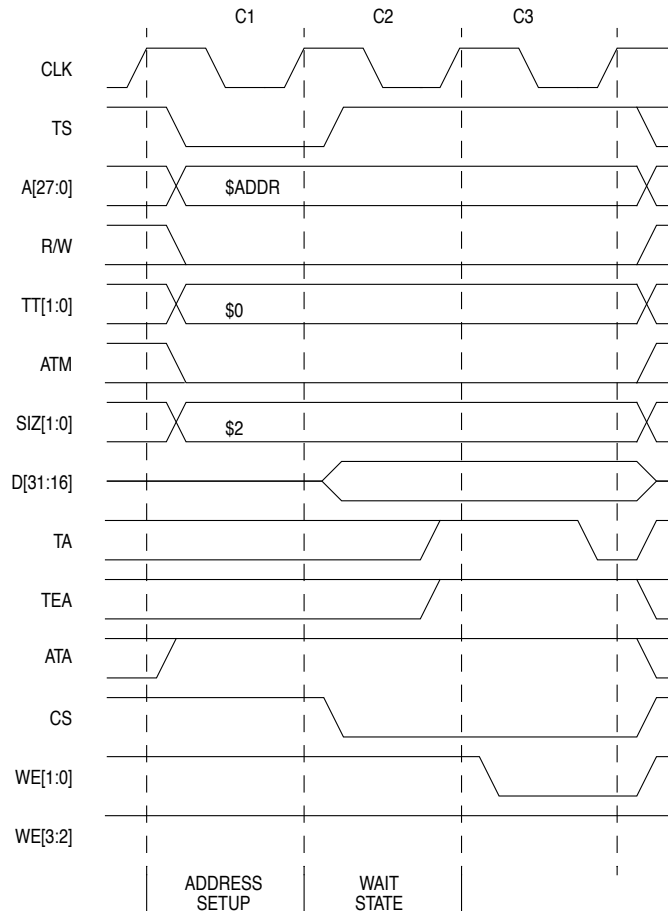 C1 C2 C3
CLK
TS
A[27:0] $ADDR
R/W
TT[1:0] $0
ATM
SIZ[1:0] $2
D[31:16]
TA
TEA
ATA
CS
WE[1:0]
WE[3:2]
ADDRESS WAIT
SETUP STATE